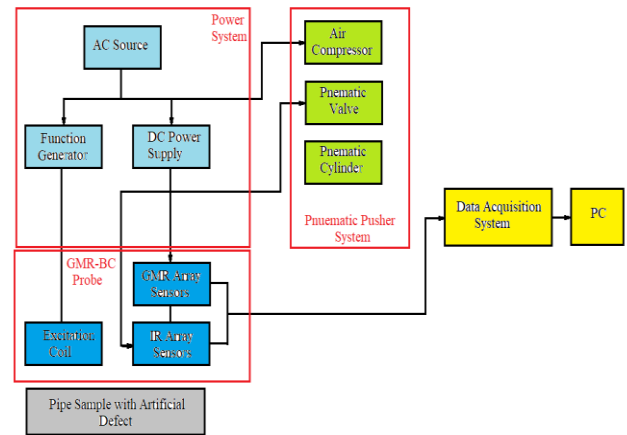 Power
System
AC Source
Function
Generator
DC Power
Supply
Air
Compressor
Pnematic
Valve
Pnematic
Cylinder
Pnuematic Pusher
System
Data Acquisition
System
PC
GMR-BC
Probe
GMR Array
Sensors
Excitation
Coil
IR Array
Sensors
Pipe Sample with Artificial
Defect